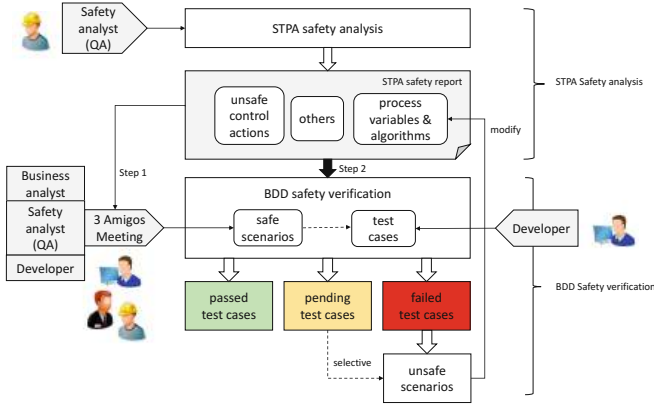 Safety
analyst
(QA)
STPA safety analysis
STPA safety report
unsafe
control
actions
others
process
variables &
algorithms
modify
STPA Safety analysis
Step 1
Step 2
Business
analyst
Safety
analyst
(QA)
Developer
3 Amigos
Meeting
BDD safety verification
safe
scenarios
test
cases
Developer
passed
test cases
pending
test cases
failed
test cases
BDD Safety verification
selective
unsafe
scenarios